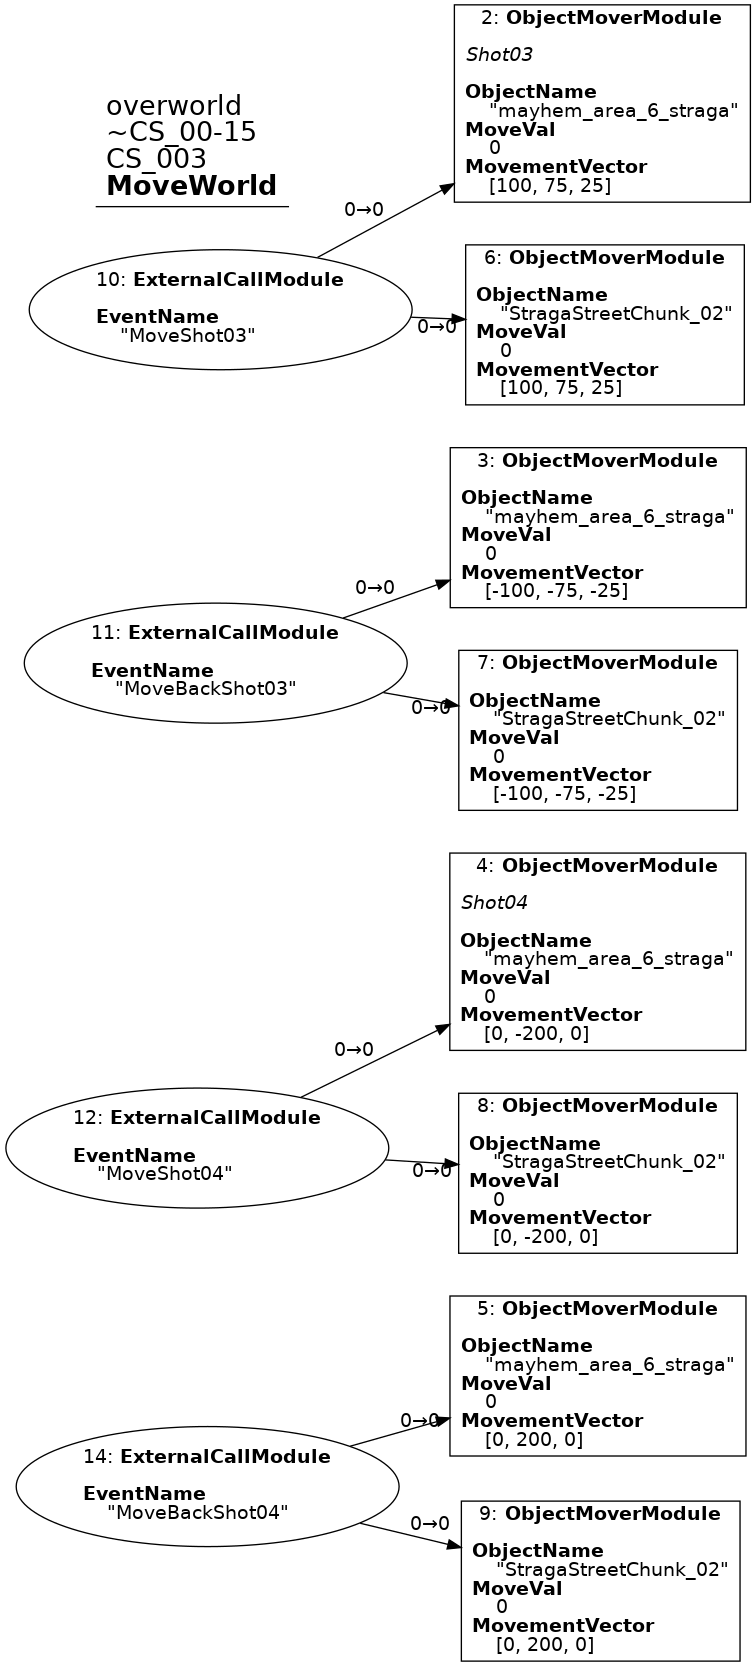 overworld
~CS_00-15
CS_003
MoveWorld
2: ObjectMoverModule
Shot03
ObjectName
"mayhem_area_6_straga"
MoveVal
0
MovementVector
[100, 75, 25]
0→0
10: ExternalCallModule
EventName
"MoveShot03"
0→0
6: ObjectMoverModule
ObjectName
"StragaStreetChunk_02"
MoveVal
0
MovementVector
[100, 75, 25]
3: ObjectMoverModule
ObjectName
"mayhem_area_6_straga"
MoveVal
0
MovementVector
[-100, -75, -25]
0→0
11: ExternalCallModule
EventName
"MoveBackShot03"
0→0
7: ObjectMoverModule
ObjectName
"StragaStreetChunk_02"
MoveVal
0
MovementVector
[-100, -75, -25]
4: ObjectMoverModule
Shot04
ObjectName
"mayhem_area_6_straga"
MoveVal
0
MovementVector
[0, -200, 0]
0→0
12: ExternalCallModule
EventName
"MoveShot04"
0→0
8: ObjectMoverModule
ObjectName
"StragaStreetChunk_02"
MoveVal
0
MovementVector
[0, -200, 0]
5: ObjectMoverModule
ObjectName
"mayhem_area_6_straga"
MoveVal
0
MovementVector
[0, 200, 0]
0→0
14: ExternalCallModule
EventName
"MoveBackShot04"
0→0
9: ObjectMoverModule
ObjectName
"StragaStreetChunk_02"
MoveVal
0
MovementVector
[0, 200, 0]